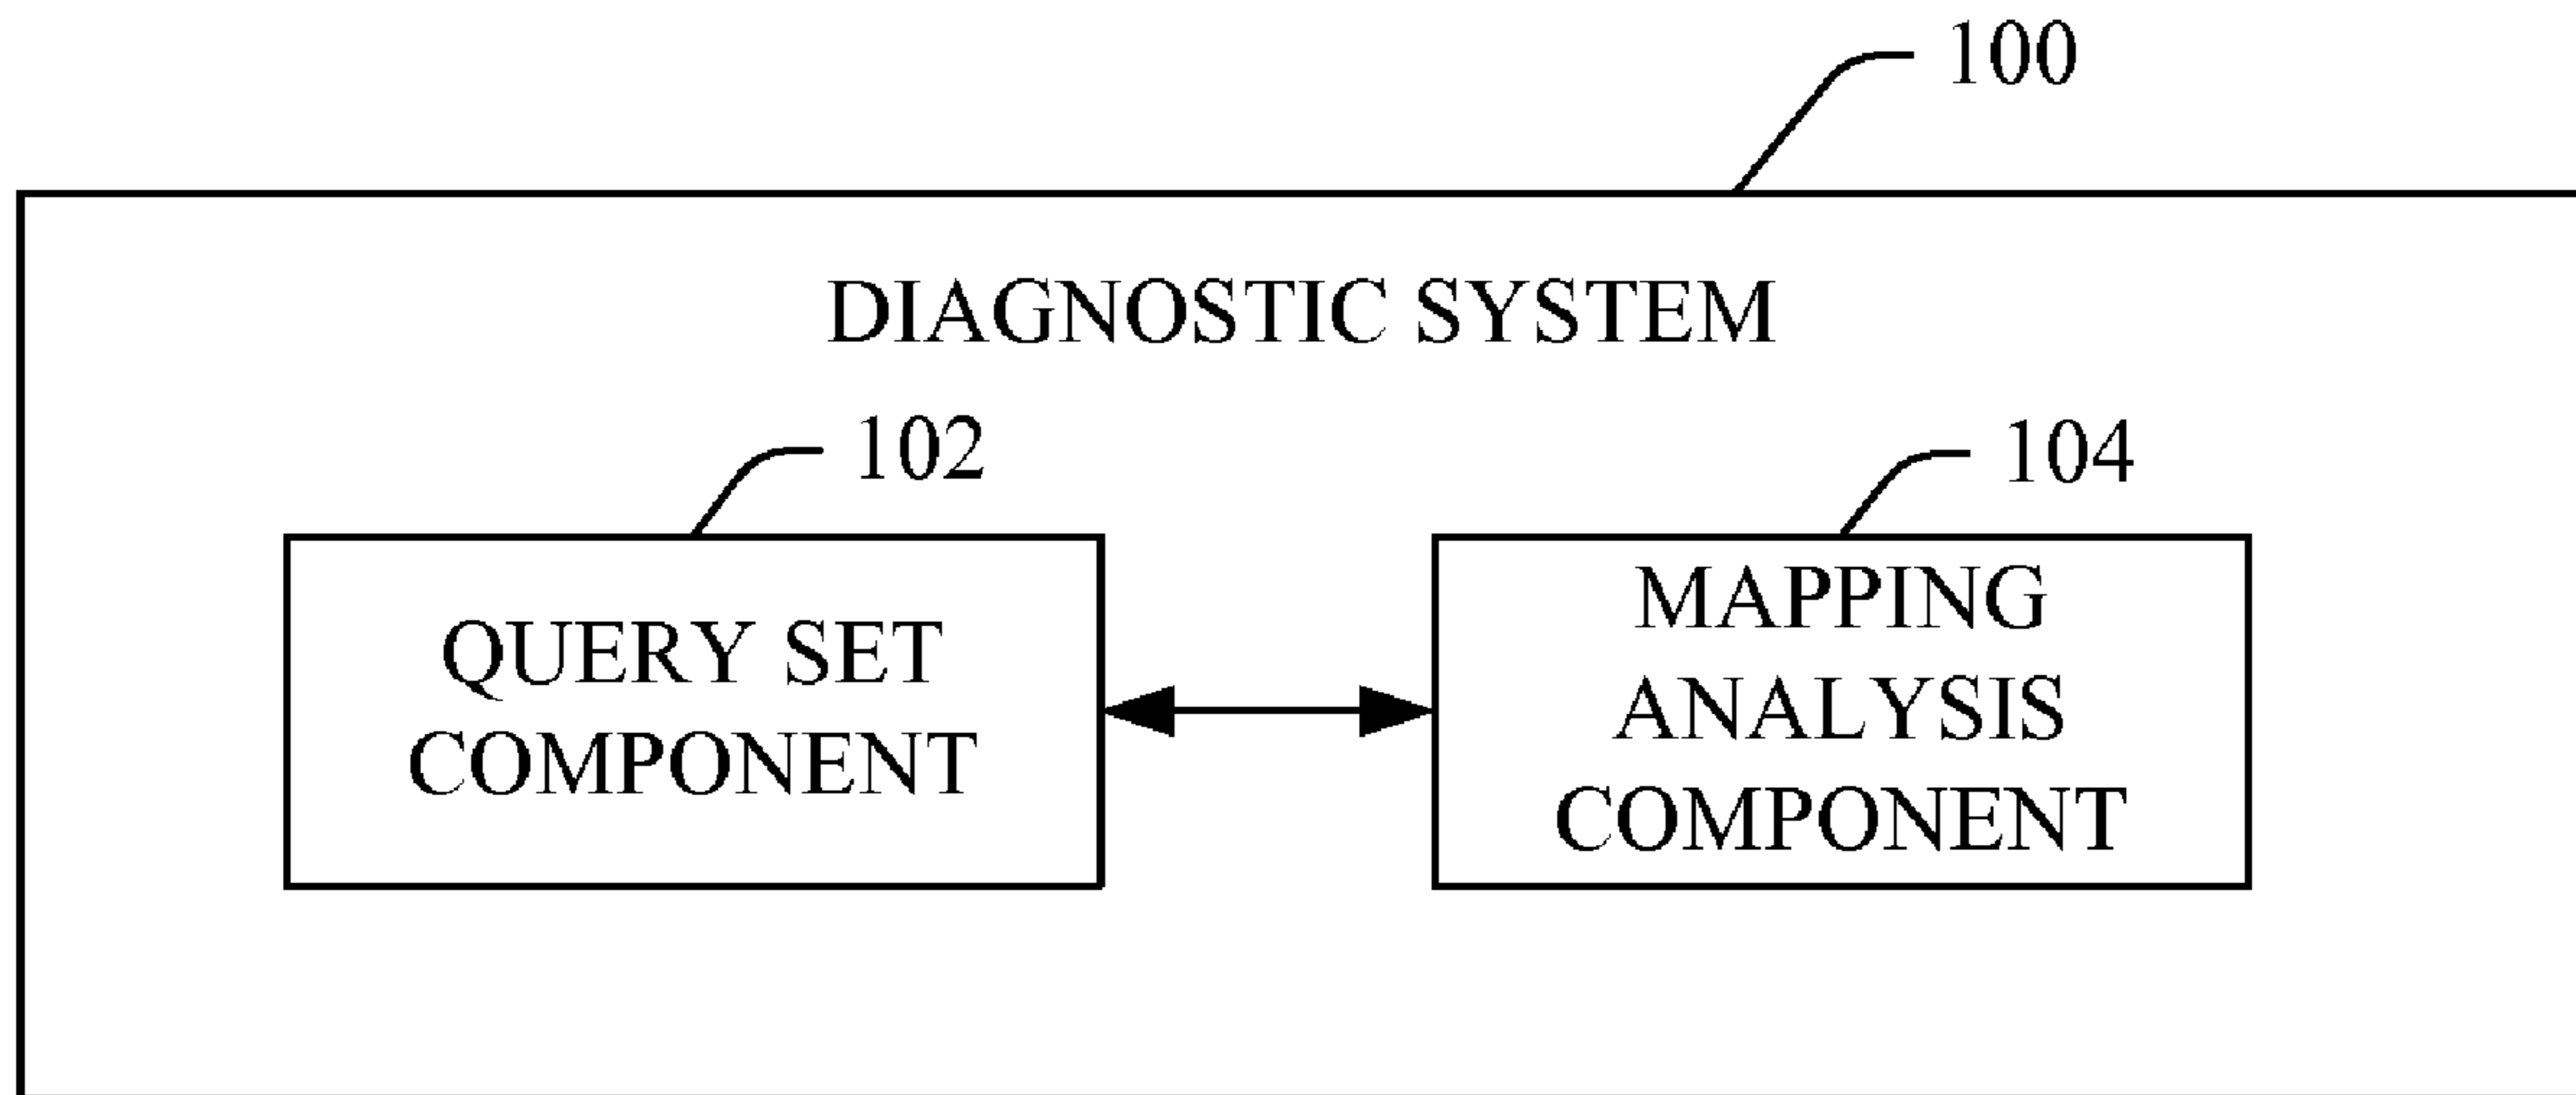 100
DIAGNOSTIC SYSTEM
102
104
QUERY SET
COMPONENT
MAPPING
ANALYSIS
COMPONENT